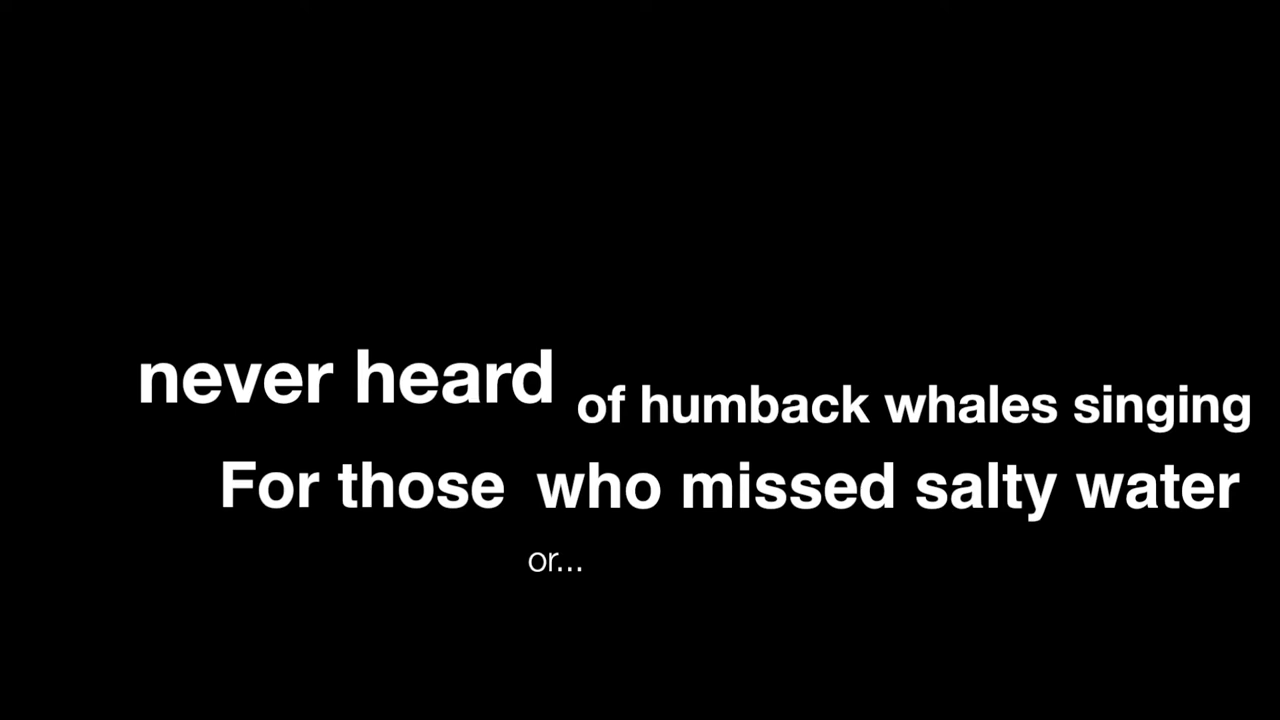 never heard of humback whales singing
For those who missed salty water
or...